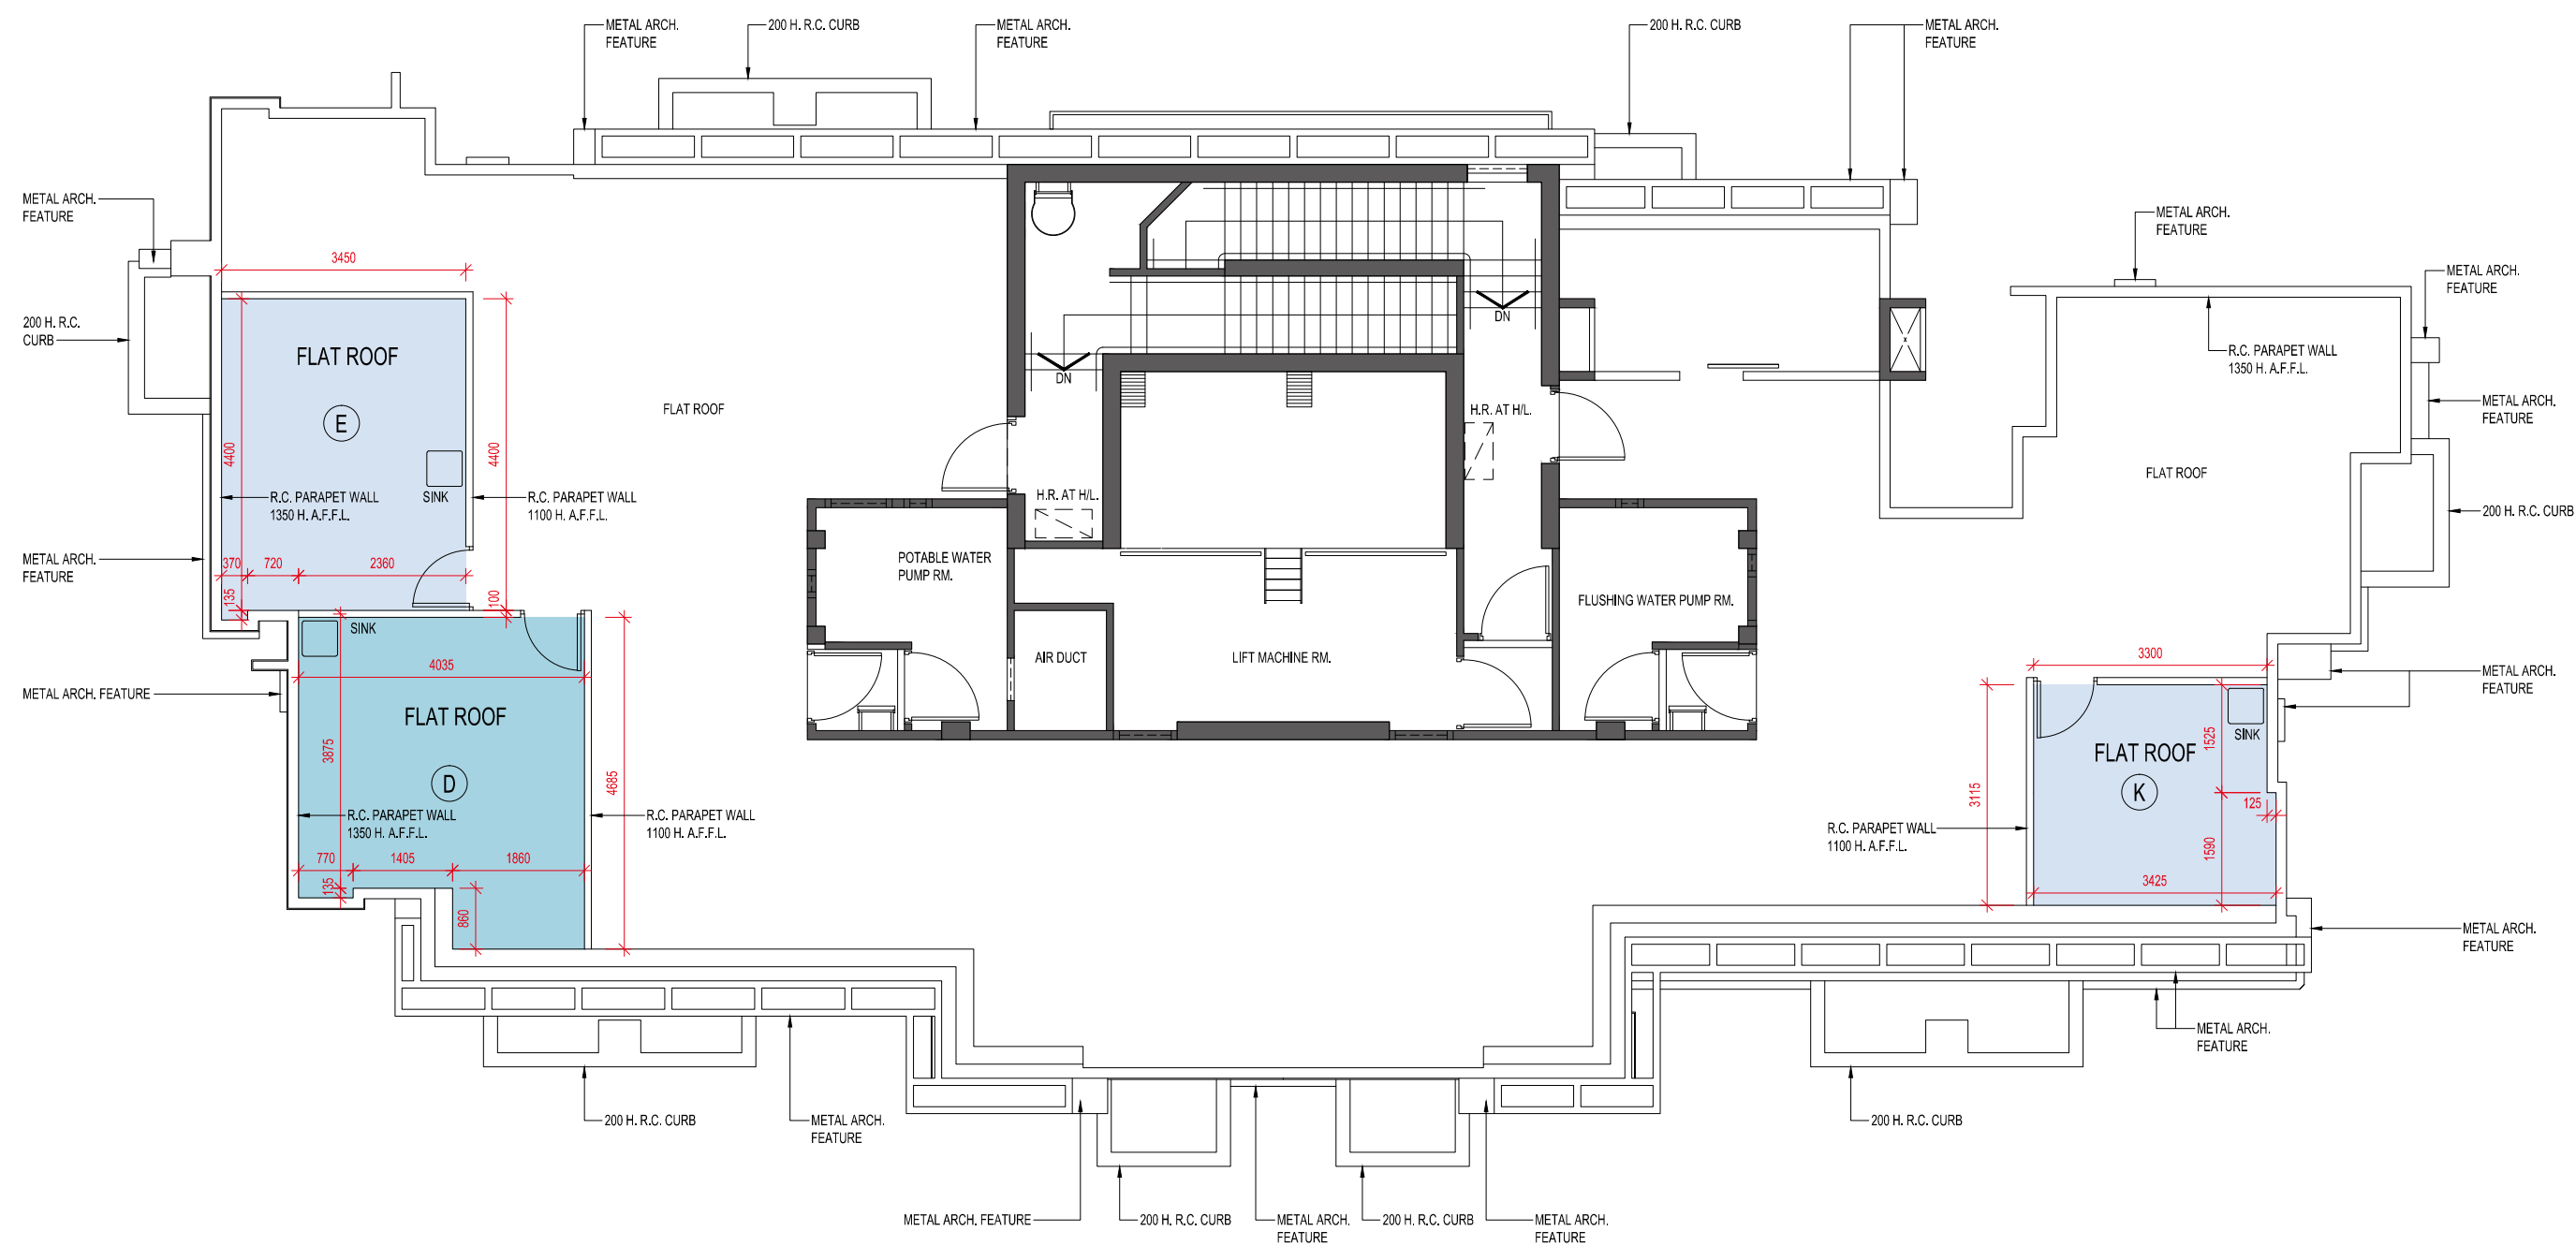 METAL ARCH.
FEATURE
200 H. R.C. CURB
METAL ARCH.
FEATURE
200 H. R.C. CURB
METAL ARCH.
FEATURE
METAL ARCH.
FEATURE
METAL ARCH.
FEATURE
3450
METAL ARCH.
FEATURE
200 H. R.C.
CURB
FLAT ROOF
E
4400
4400
SINK
R.C. PARAPET WALL
1350 H. A.F.F.L.
R.C. PARAPET WALL
1100 H. A.F.F.L.
METAL ARCH.
FEATURE
370
720
2360
135
100
FLAT ROOF
DN
DN
H.R. AT H/L.
H.R. AT H/L.
R.C. PARAPET WALL
1350 H. A.F.F.L.
METAL ARCH.
FEATURE
FLAT ROOF
200 H. R.C. CURB
POTABLE WATER
PUMP RM.
FLUSHING WATER PUMP RM.
AIR DUCT
LIFT MACHINE RM.
SINK
4035
METAL ARCH. FEATURE
FLAT ROOF
D
3875
4685
R.C. PARAPET WALL
1350 H. A.F.F.L.
R.C. PARAPET WALL
1100 H. A.F.F.L.
770
1405
1860
135
860
3300
METAL ARCH.
FEATURE
SINK
1525
FLAT ROOF
K
3115
125
R.C. PARAPET WALL
1100 H. A.F.F.L.
1590
3425
METAL ARCH.
FEATURE
METAL ARCH.
FEATURE
200 H. R.C. CURB
METAL ARCH.
FEATURE
200 H. R.C. CURB
METAL ARCH. FEATURE
200 H. R.C. CURB
METAL ARCH.
FEATURE
200 H. R.C. CURB
METAL ARCH.
FEATURE